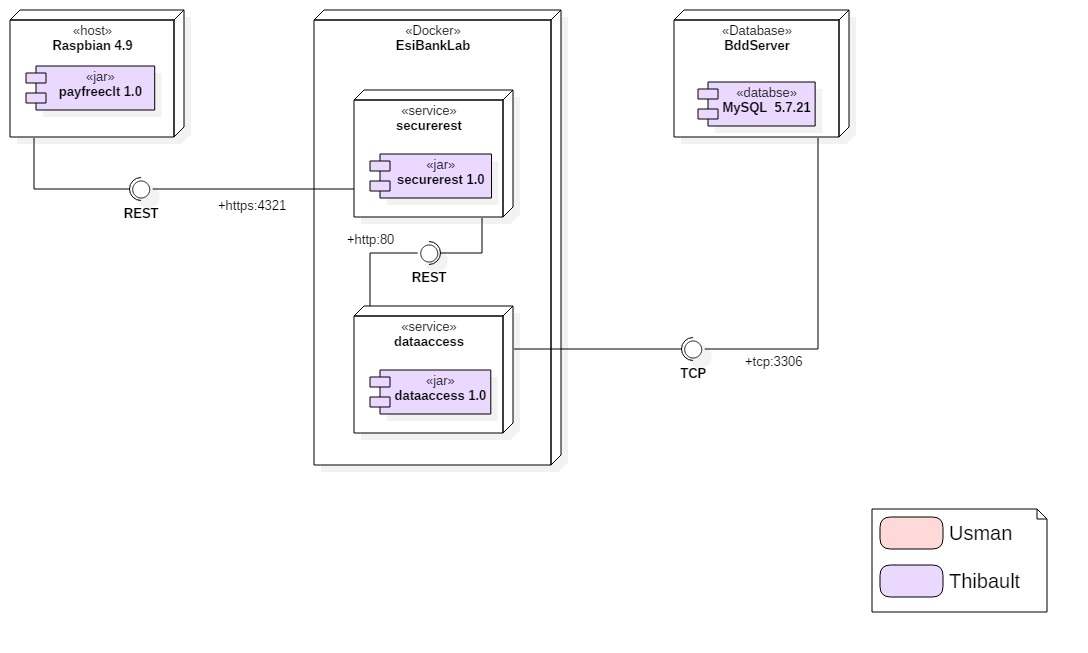 «host»
Raspbian 4.9
«jar»
payfreeclt 1.0
REST
+https:4321
«Docker»
EsiBankLab
«service»
securerest
«jar»
securerest 1.0
+http:80
REST
«service»
dataaccess
«jar»
dataaccess 1.0
«Database»
BddServer
«databse»
MySQL  5.7.21
TCP
+tcp:3306
Usman
Thibault